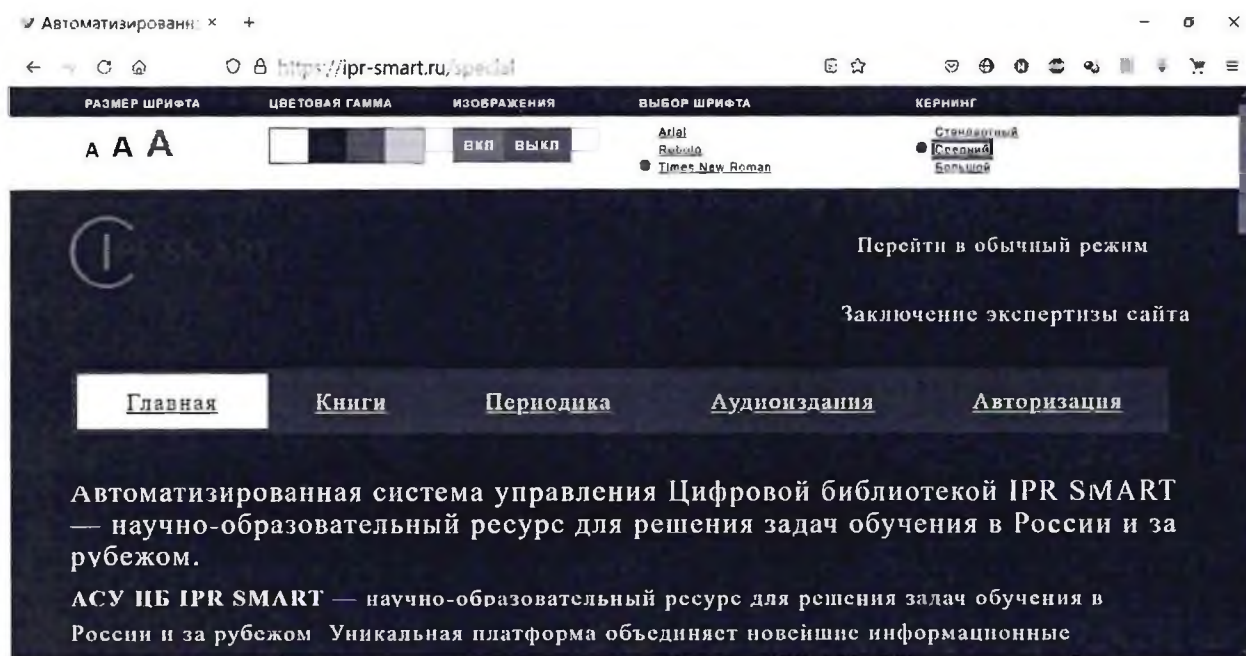 Автоматизированн ×   +
https://ipr-smart.ru/special
РАЗМЕР ШРИФТА ЦВЕТОВАЯ ГАММА ИЗОБРАЖЕНИЯ ВЫБОР ШРИФТА КЕРНИНГ
А А А ВКЛ ВЫКЛ
Arial
Roboto
Times New Roman
Стандартный
Средний
Большой
IPR SMART
Перейти в обычный режим
Заключение экспертизы сайта
Главная Книги Периодика Аудиоиздания Авторизация
Автоматизированная система управления Цифровой библиотекой IPR SMART
— научно-образовательный ресурс для решения задач обучения в России и за
рубежом.
АСУ ЦБ IPR SMART — научно-образовательный ресурс для решения задач обучения в
России и за рубежом Уникальная платформа объединяет новейшие информационные